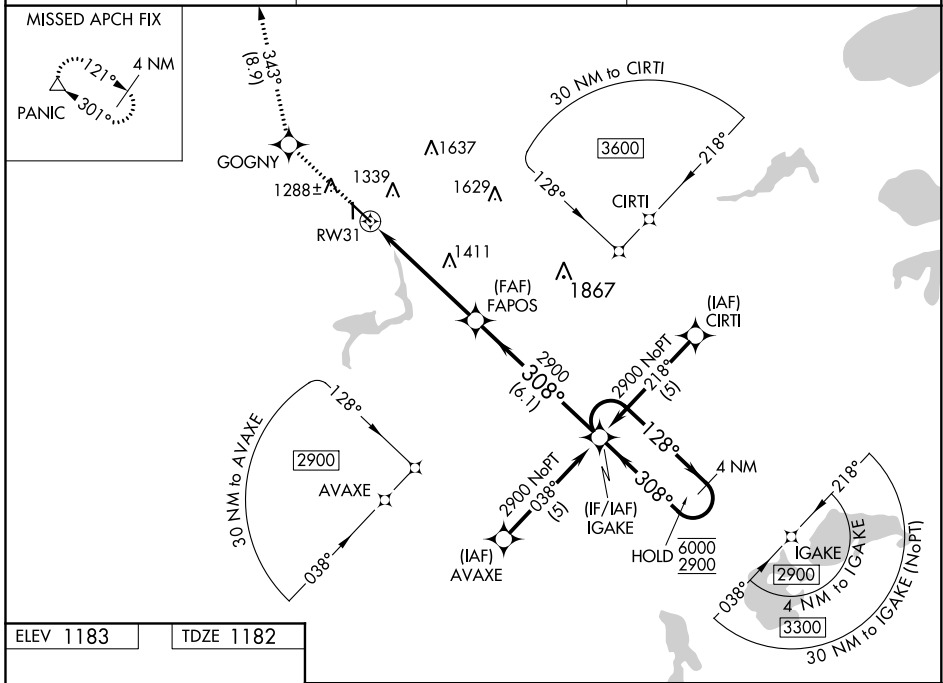 MISSED APCH FIX
4 NM
121°
PANIC
301°
343°
(8.9)
GOGNY
1637
1288±
1339
1629
RW31
1411
1867
30 NM to CIRTI
3600
128°
218°
CIRTI
(FAF)
FAPOS
(IAF)
CIRTI
2900
308°
(6.1)
2900 NoPT
218°
(5)
128°
308°
4 NM
2900 NoPT
038°
(5)
(IF/IAF)
IGAKE
(IAF)
AVAXE
HOLD
6000
2900
30 NM to AVAXE
128°
2900
AVAXE
038°
218°
IGAKE
038°
2900
4 NM to IGAKE
3300
30 NM to IGAKE (NoPT)
ELEV 1183
TDZE 1182